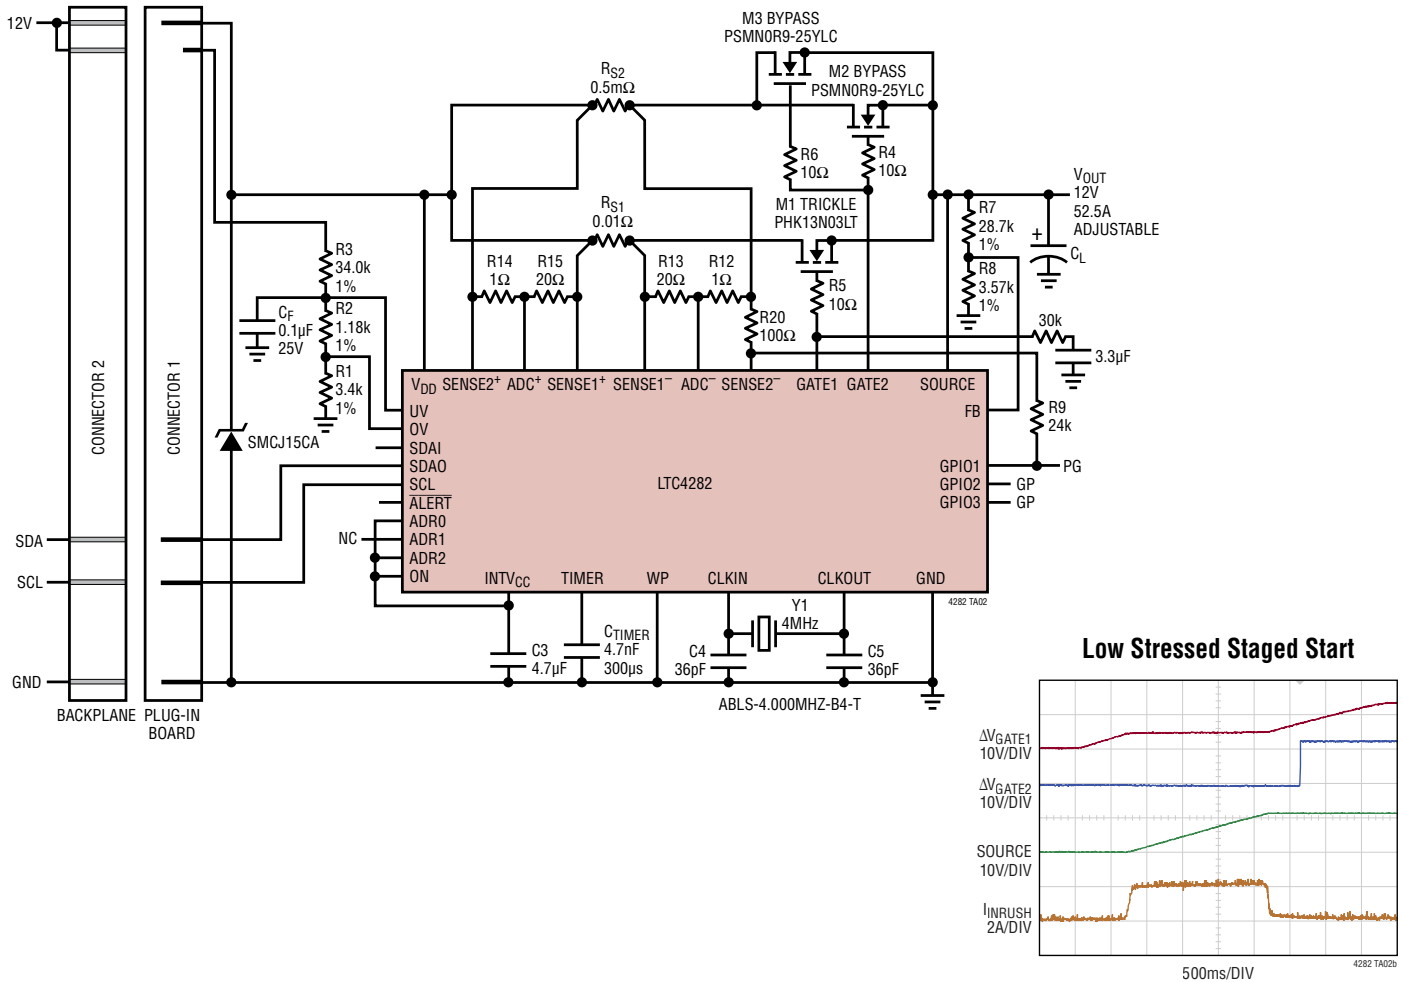 12V
CONNECTOR 2
CONNECTOR 1
SDA
SCL
GND
BACKPLANE
PLUG-IN
BOARD
SMCJ15CA
R3
34.0k
1%
R2
1.18k
1%
R1
3.4k
1%
CF
0.1µF
25V
RS2
0.5mΩ
RS1
0.01Ω
M3 BYPASS
PSMN0R9-25YLC
M2 BYPASS
PSMN0R9-25YLC
R6
10Ω
R4
10Ω
M1 TRICKLE
PHK13N03LT
R5
10Ω
R14
1Ω
R15
20Ω
R13
20Ω
R12
1Ω
R20
100Ω
VOUT
12V
52.5A
ADJUSTABLE
R7
28.7k
1%
R8
3.57k
1%
+
CL
30k
3.3µF
R9
24k
VDD
SENSE2+
ADC+
SENSE1+
SENSE1−
ADC−
SENSE2−
GATE1
GATE2
SOURCE
UV
OV
SDAI
SDAO
SCL
ALERT
ADR0
ADR1
ADR2
ON
NC
LTC4282
FB
GPIO1
GPIO2
GPIO3
PG
GP
GP
INTVCC
TIMER
WP
CLKIN
CLKOUT
GND
4282 TA02
C3
4.7µF
CTIMER
4.7nF
300µs
C4
36pF
Y1
4MHz
C5
36pF
ABLS-4.000MHZ-B4-T
Low Stressed Staged Start
ΔVGATE1
10V/DIV
ΔVGATE2
10V/DIV
SOURCE
10V/DIV
IINRUSH
2A/DIV
500ms/DIV
4282 TA02b